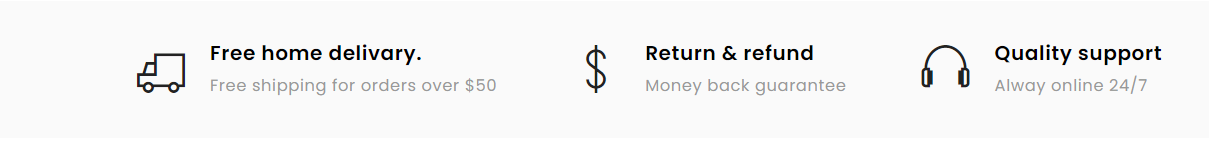 Free home delivary.
Free shipping for orders over $50
Return & refund
Money back guarantee
Quality support
Alway online 24/7